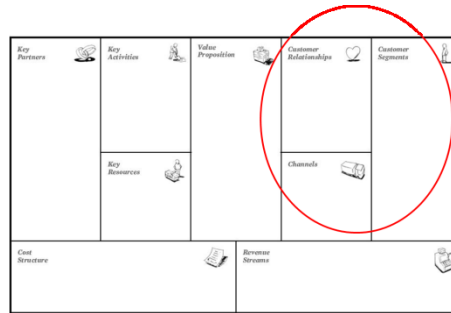 Key
Partners
Key
Activities
Value
Proposition
Customer
Relationships
Customer
Segments
Key
Resources
Channels
Cost
Structure
Revenue
Streams